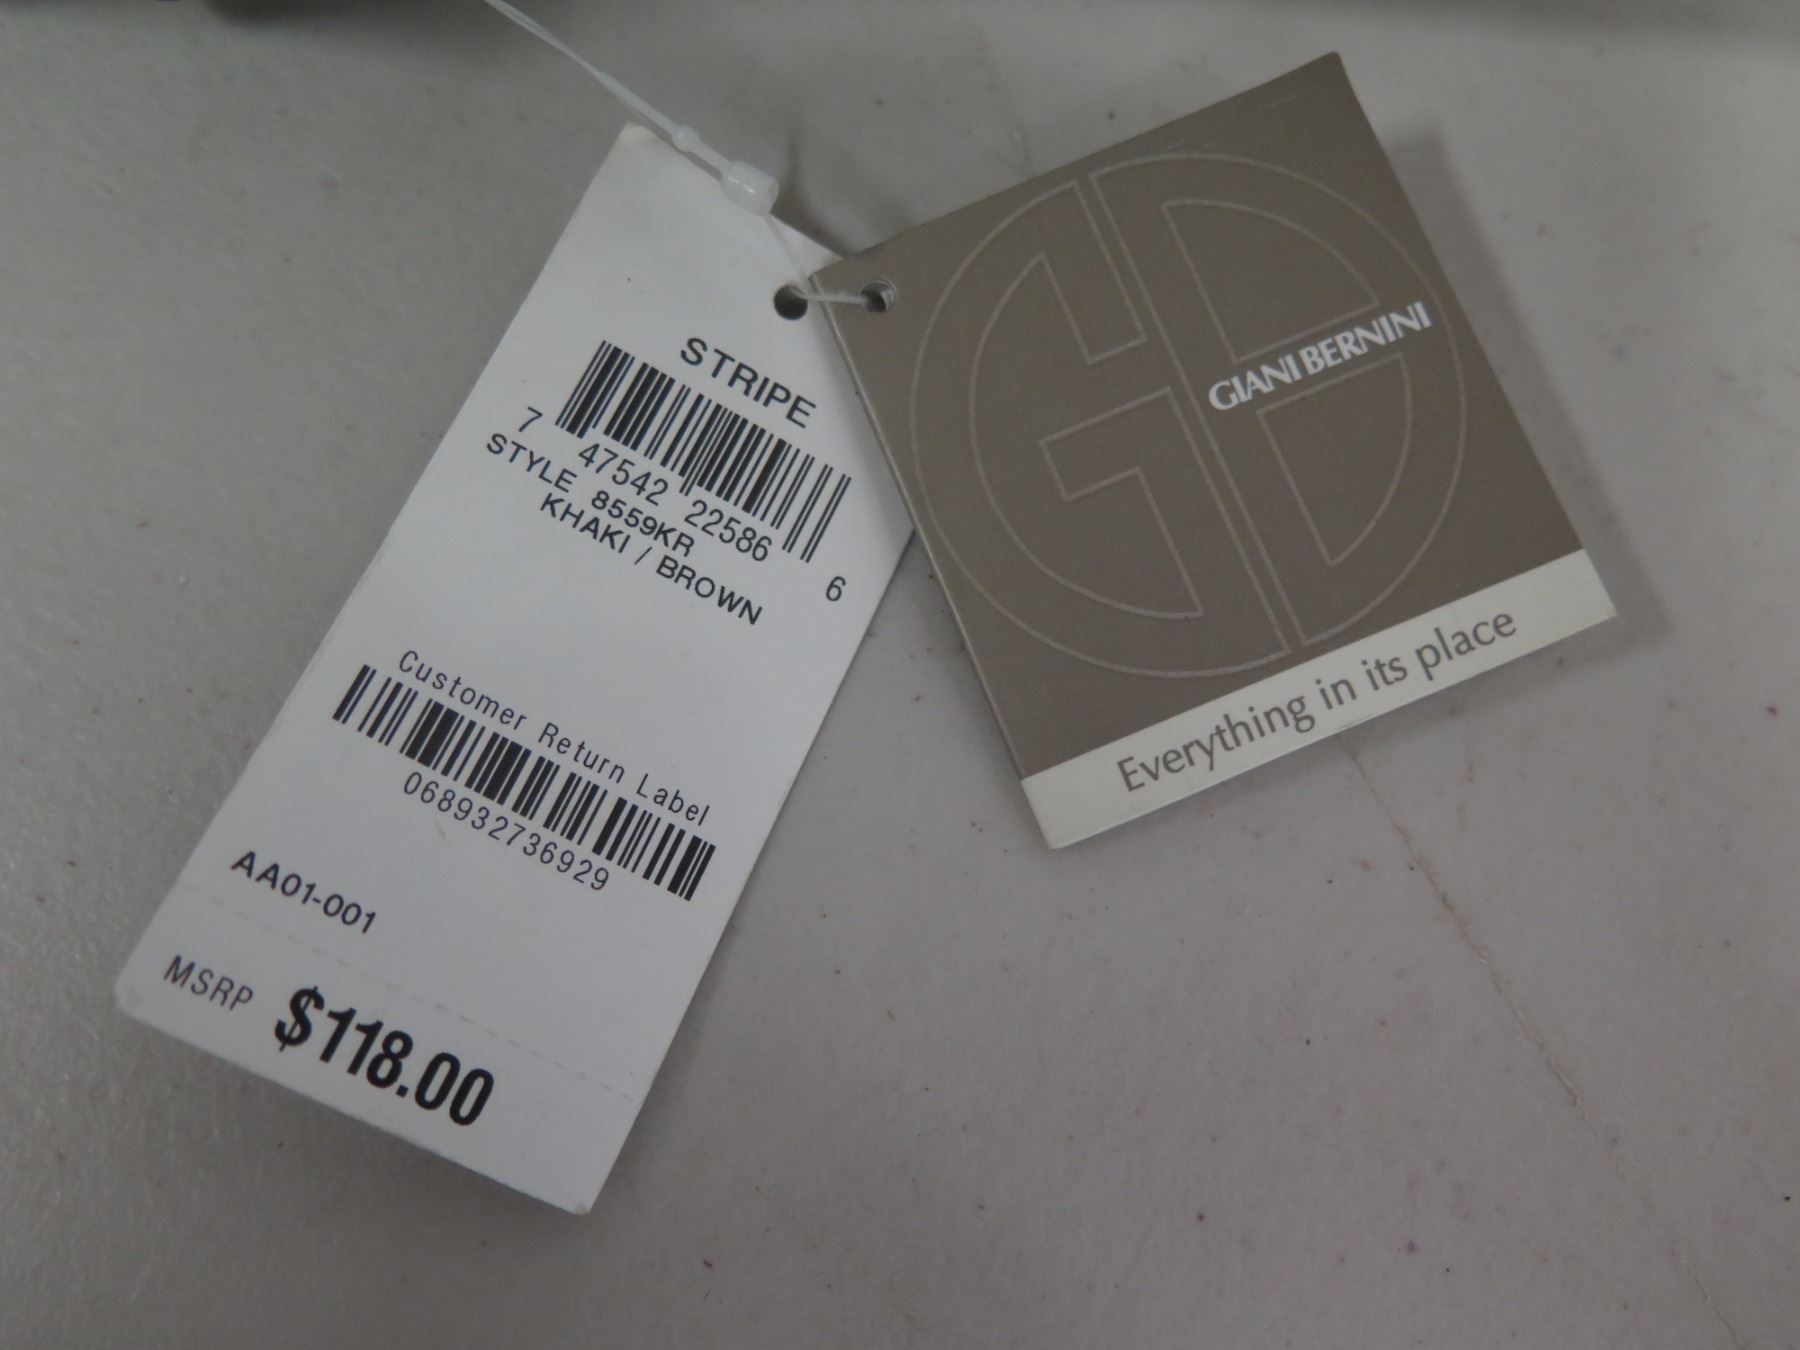 STRIPE
7 47542 22586 6
STYLE 8559KR
KHAKI / BROWN
Customer Return Label
068932736929
AA01-001
MSRP $118.00
GB
GIANI BERNINI
Everything in its place